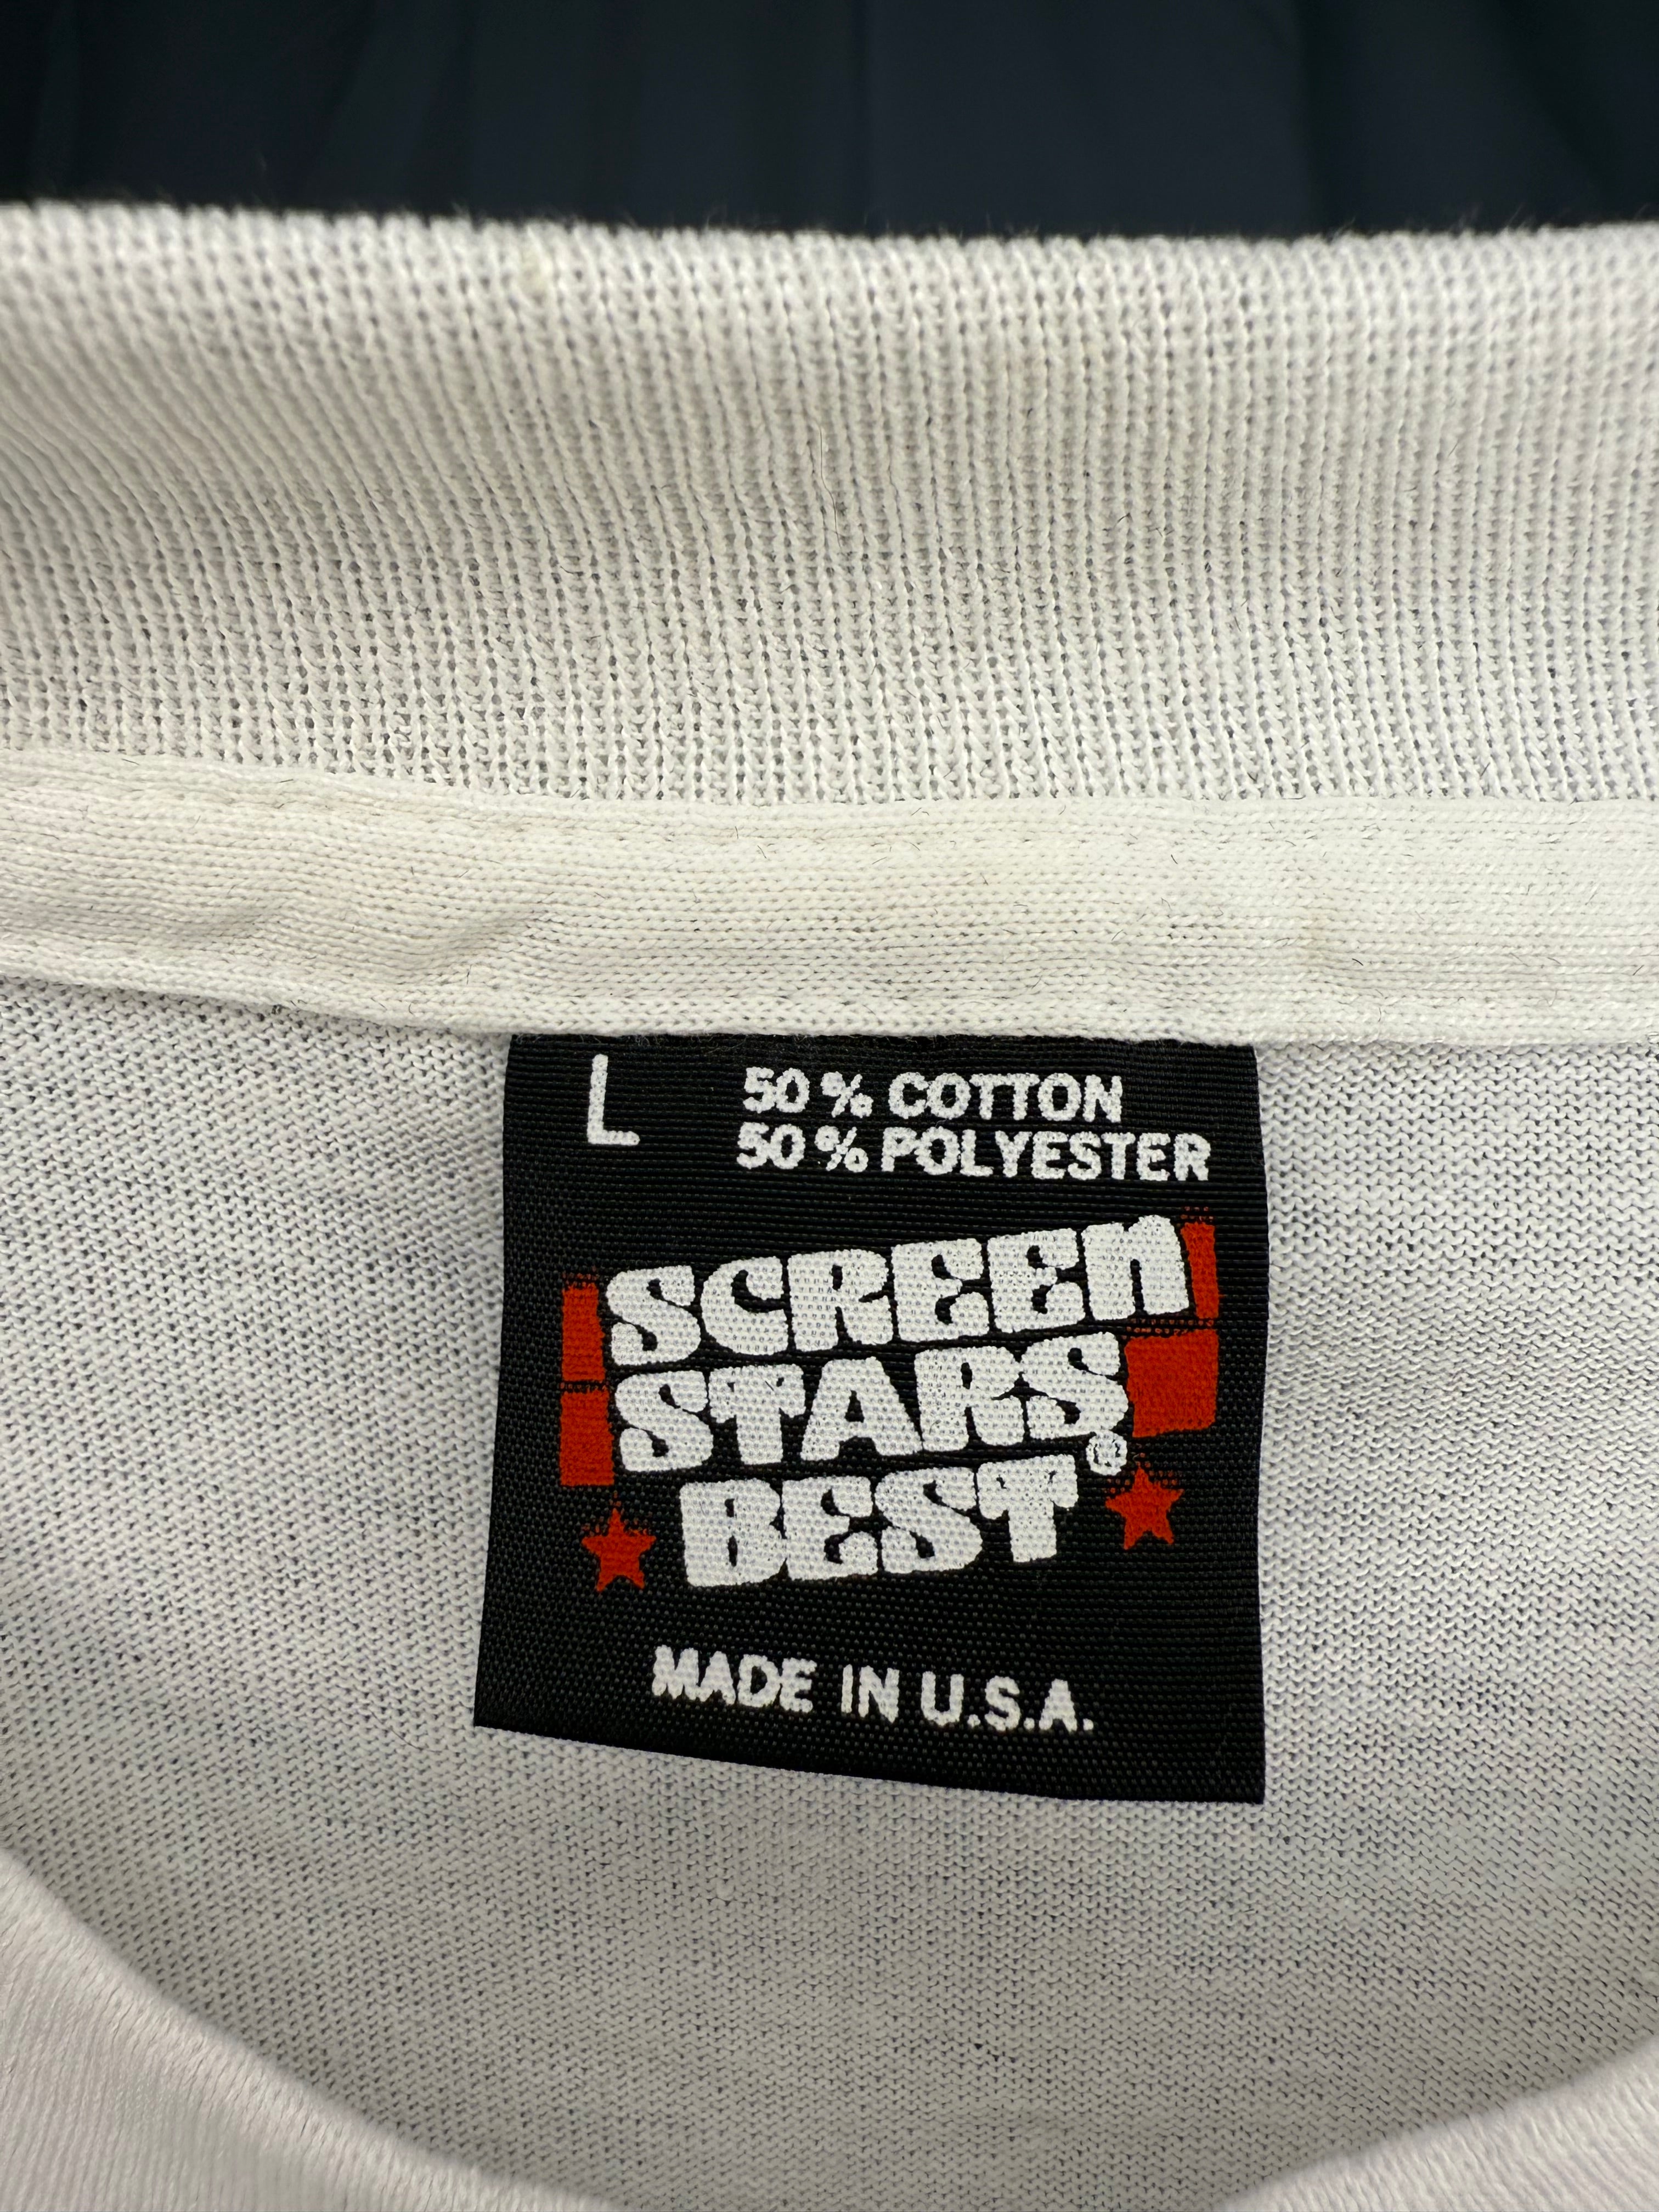 L
50 % COTTON
50 % POLYESTER
SCREEN
STARS®
BEST
MADE IN U.S.A.